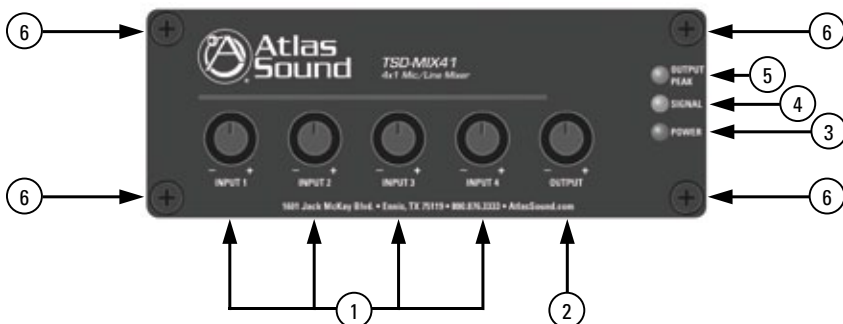 6
6
Atlas
Sound
®
TSD-MIX41
4x1 Mic/Line Mixer
OUTPUT
PEAK
5
SIGNAL
4
POWER
3
- +
- +
- +
- +
- +
INPUT 1
INPUT 2
INPUT 3
INPUT 4
OUTPUT
6
6
1601 Jack McKay Blvd. • Ennis, TX 75119 • 800.876.3333 • AtlasSound.com
1
2